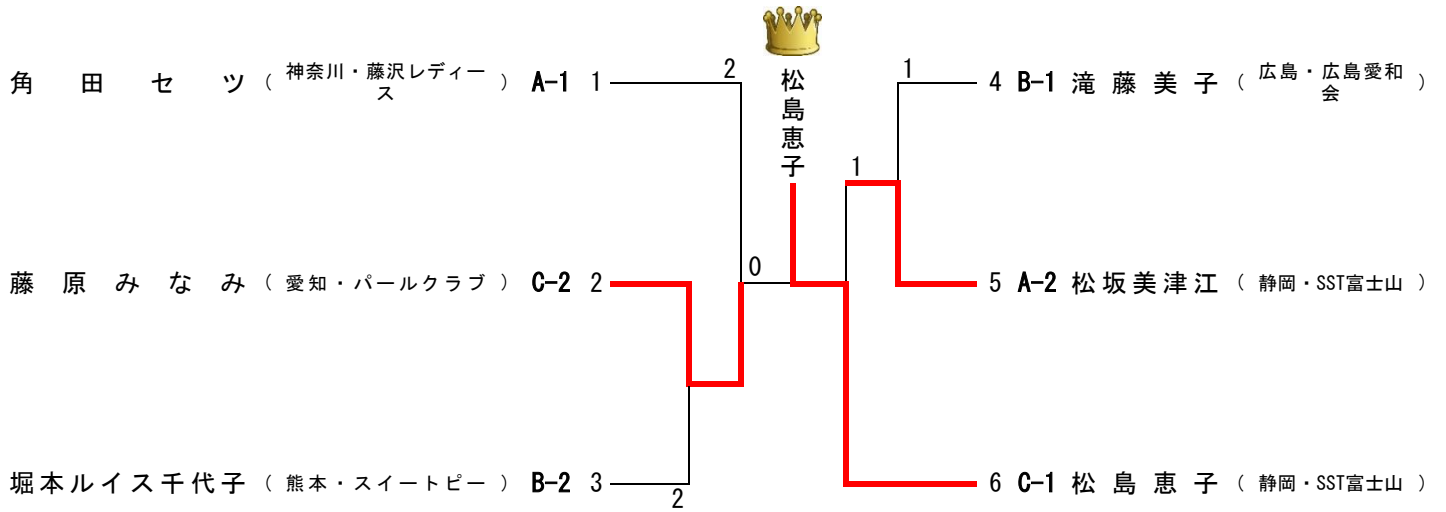 角田セツ（神奈川・藤沢レディース）A-1 1
藤原みなみ（愛知・パールクラブ）C-2 2
堀本ルイス千代子（熊本・スイートピー）B-2 3
2
2
0
松島恵子
1
1
4 B-1 滝藤美子（広島・広島愛和会）
5 A-2 松坂美津江（静岡・SST富士山）
6 C-1 松島恵子（静岡・SST富士山）